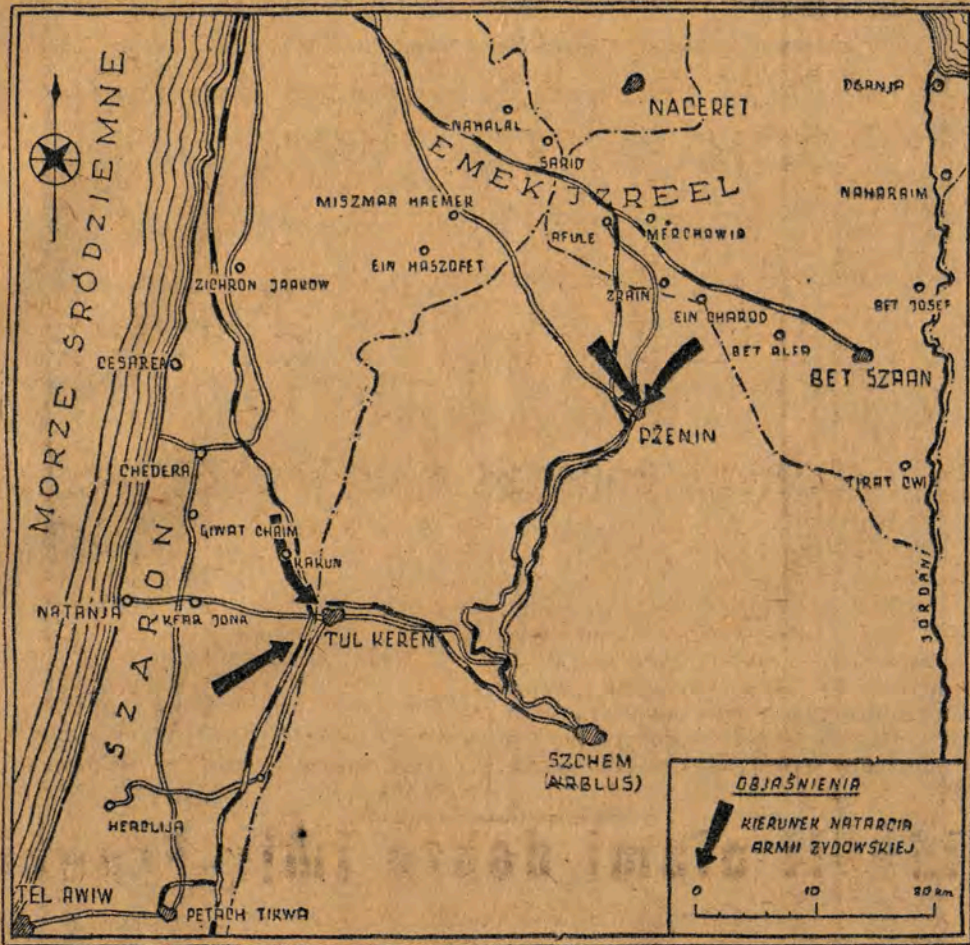 MORZE SRÓDZIEMNE
NACERET
DGANJA
NAHALAL
SARID
EMEK JZREEL
NAHARAIM
MISZMAR HAEMER
AFULE
MERCHAWIA
EIN HASZOFET
ZICHRON JAAKOW
ZRAIN
EIN CHAROD
BET JOSEF
BET ALFA
BET SZAAN
CESAREA
DŻENIN
CHEDERA
TIRAT CWI
GIWAT CHAIM
KAKUN
SZARON
NATANJA
KFAR JONA
TUL KEREM
JORDAN
SZCHEM
(NABLUS)
HERCLIJA
TEL AWIW
PETACH TIKWA
OBJAŚNIENIA
KIERUNEK NATARCIA
ARMII ŻYDOWSKIEJ
0 10 20 km